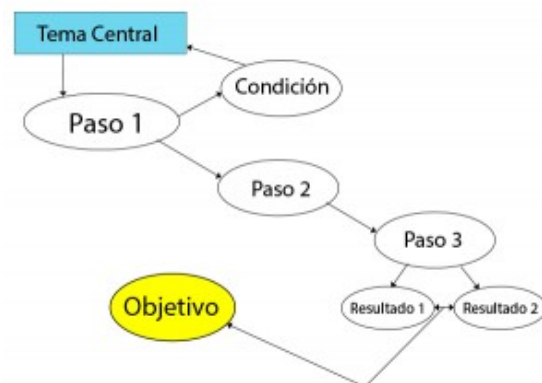 Tema Central
Condición
Paso 1
Paso 2
Paso 3
Resultado 1
Resultado 2
Objetivo